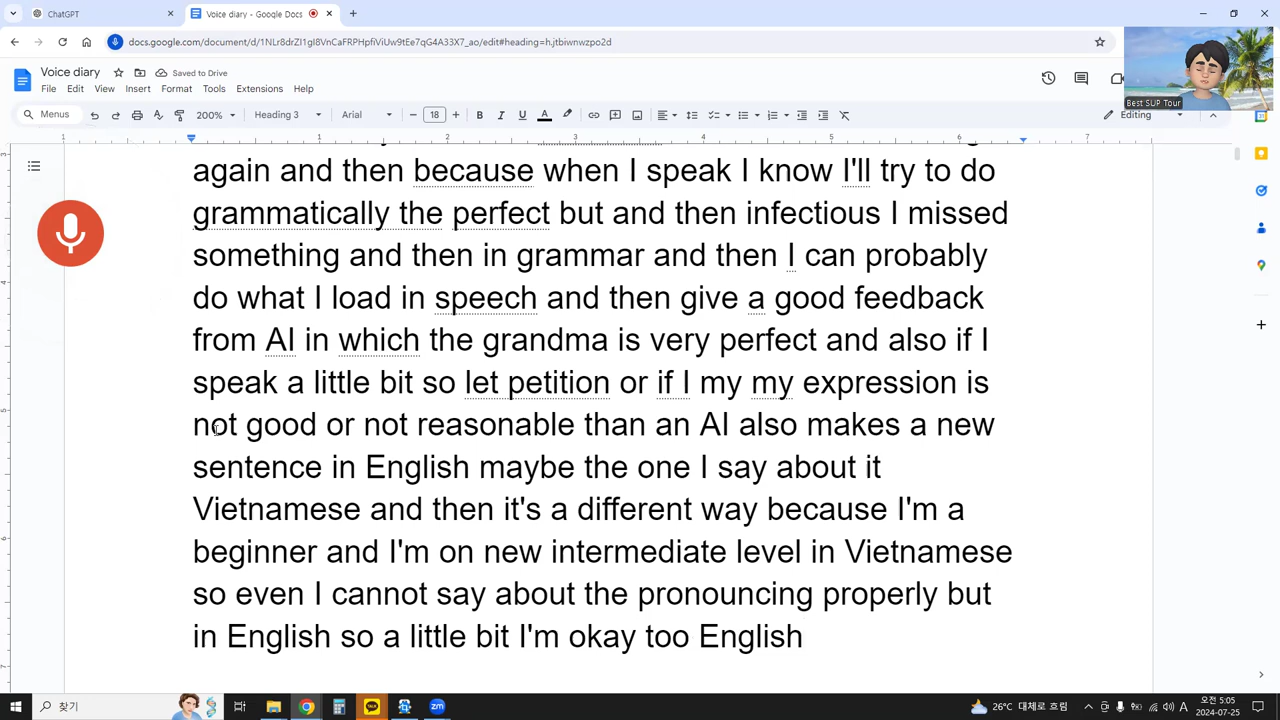 ChatGPT
Voice diary - Google Docs
docs.google.com/document/d/1NLr8drZI1gI8VnCaFRPHpfiViUw9tEe7qG4A33X7_ao/edit#heading=h.jtbiwnwzpo2d
Voice diary
Saved to Drive
File Edit View Insert Format Tools Extensions Help
Menus 200% Heading 3 Arial 18 Editing
Best SUP Tour
again and then because when I speak I know I'll try to do
grammatically the perfect but and then infectious I missed
something and then in grammar and then I can probably
do what I load in speech and then give a good feedback
from AI in which the grandma is very perfect and also if I
speak a little bit so let petition or if I my my expression is
not good or not reasonable than an AI also makes a new
sentence in English maybe the one I say about it
Vietnamese and then it's a different way because I'm a
beginner and I'm on new intermediate level in Vietnamese
so even I cannot say about the pronouncing properly but
in English so a little bit I'm okay too English
찾기
26°C 대체로 흐림
A
오전 5:05
2024-07-25